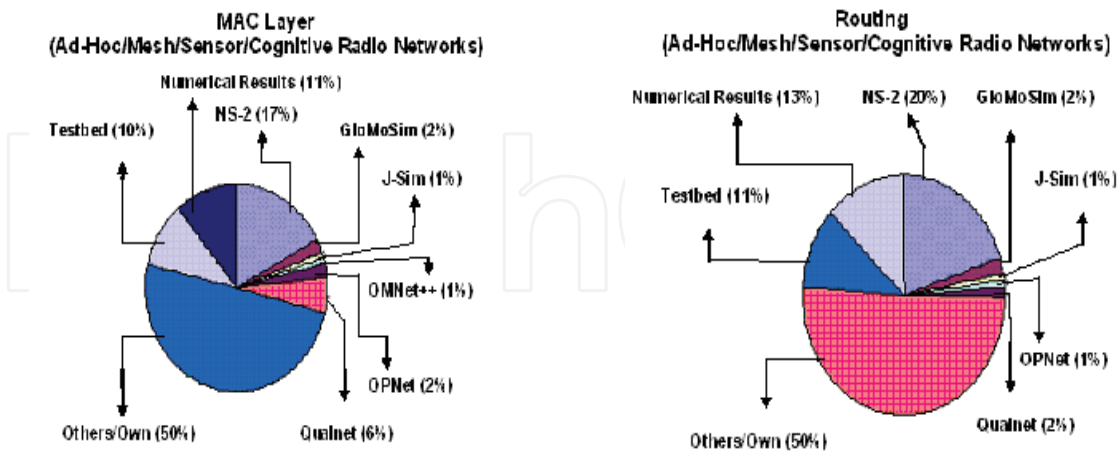 MAC Layer
(Ad-Hoc/Mesh/Sensor/Cognitive Radio Networks)
Numerical Results (11%)
NS-2 (17%)
Testbed (10%)
GloMoSim (2%)
J-Sim (1%)
OMNet++ (1%)
OPNet (2%)
Others/Own (50%)
Qualnet (6%)
Routing
(Ad-Hoc/Mesh/Sensor/Cognitive Radio Networks)
Numerical Results (13%)
NS-2 (20%)
GloMoSim (2%)
Testbed (11%)
J-Sim (1%)
OPNet (1%)
Qualnet (2%)
Others/Own (50%)